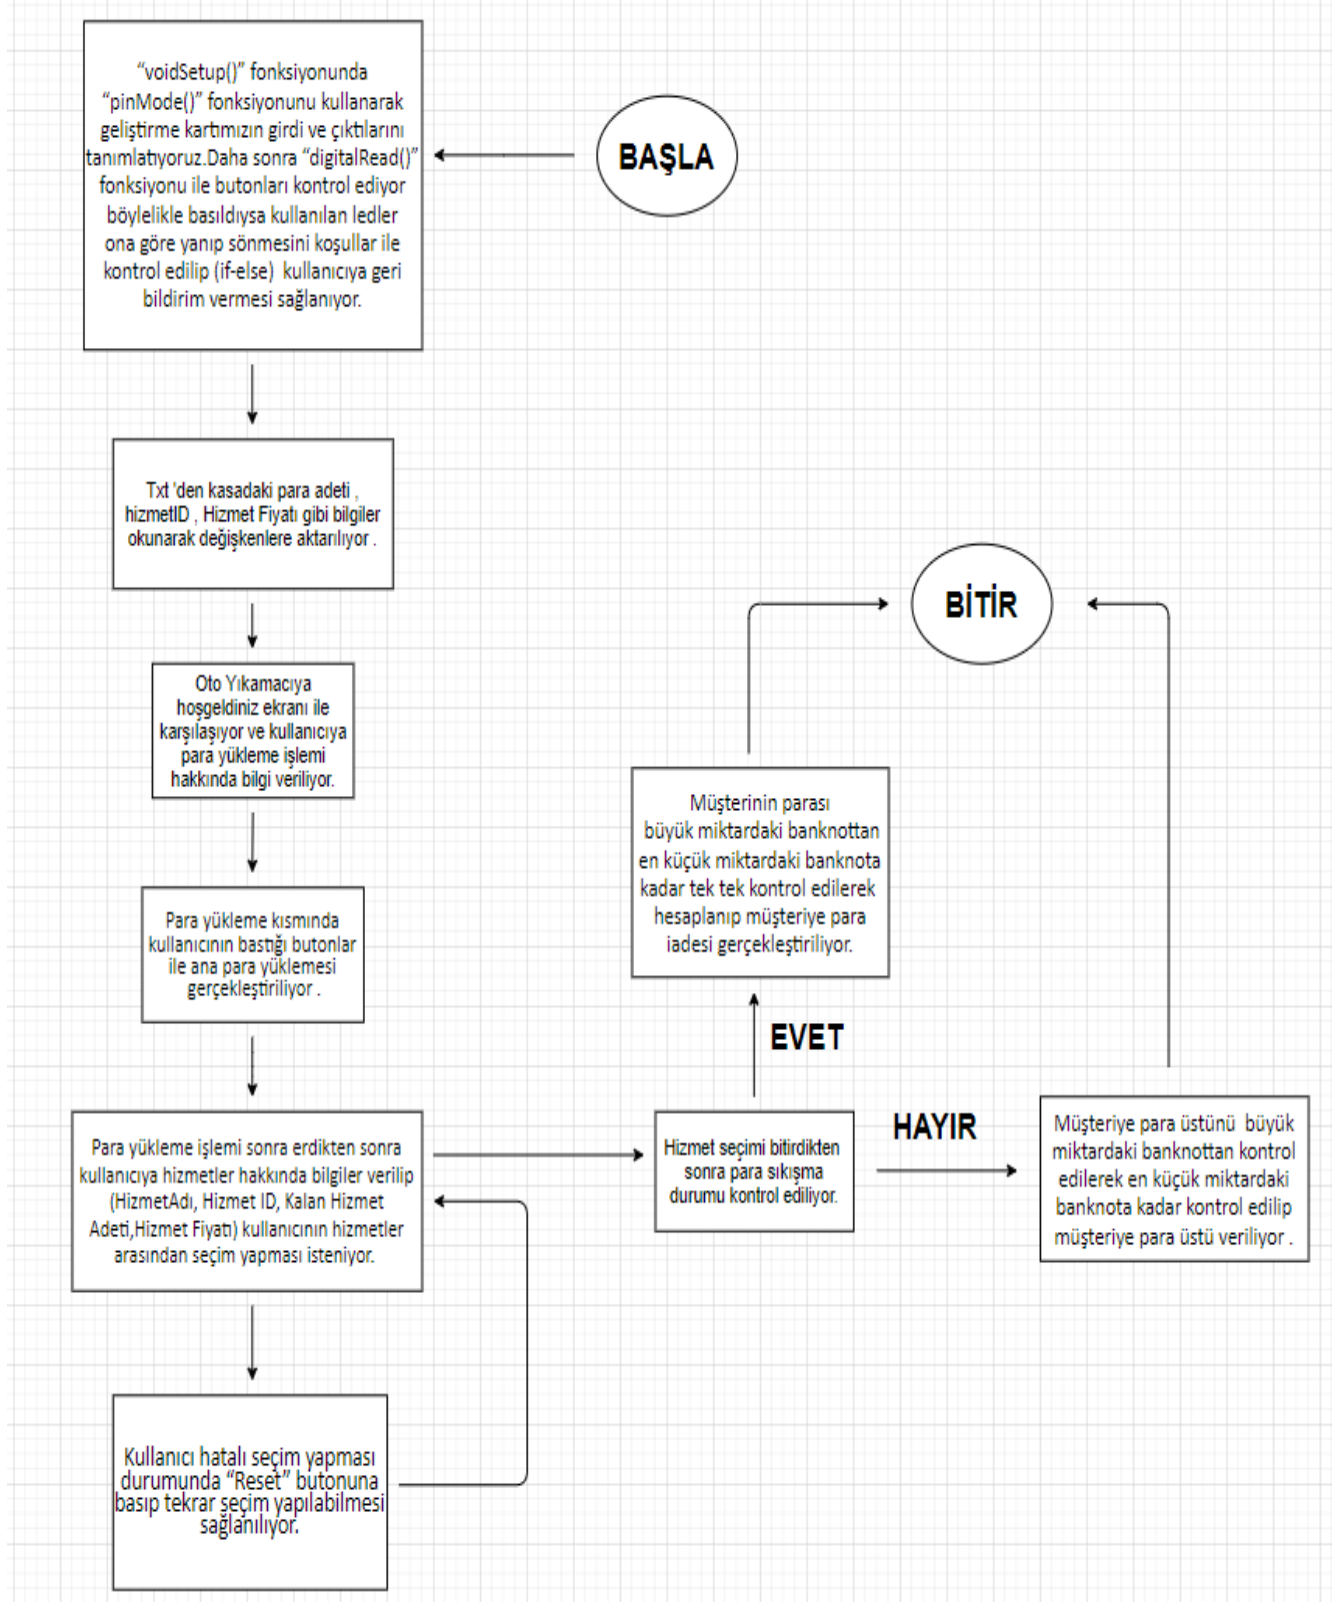 BAŞLA
“voidSetup()” fonksiyonunda
“pinMode()” fonksiyonunu kullanarak
geliştirme kartımızın girdi ve çıktılarını
tanımlatıyoruz.Daha sonra “digitalRead()”
fonksiyonu ile butonları kontrol ediyor
böylelikle basıldıysa kullanılan ledler
ona göre yanıp sönmesini koşullar ile
kontrol edilip (if-else) kullanıcıya geri
bildirim vermesi sağlanıyor.
Txt 'den kasadaki para adeti ,
hizmetID , Hizmet Fiyatı gibi bilgiler
okunarak değişkenlere aktarılıyor .
Oto Yıkamacıya
hoşgeldiniz ekranı ile
karşılaşıyor ve kullanıcıya
para yükleme işlemi
hakkında bilgi veriliyor.
Para yükleme kısmında
kullanıcının bastığı butonlar
ile ana para yüklemesi
gerçekleştiriliyor .
Para yükleme işlemi sonra erdikten sonra
kullanıcıya hizmetler hakkında bilgiler verilip
(HizmetAdı, Hizmet ID, Kalan Hizmet
Adeti,Hizmet Fiyatı) kullanıcının hizmetler
arasından seçim yapması isteniyor.
Kullanıcı hatalı seçim yapması
durumunda “Reset” butonuna
basıp tekrar seçim yapılabilmesi
sağlanılıyor.
Hizmet seçimi bitirdikten
sonra para sıkışma
durumu kontrol ediliyor.
EVET
Müşterinin parası
büyük miktardaki banknottan
en küçük miktardaki banknota
kadar tek tek kontrol edilerek
hesaplanıp müşteriye para
iadesi gerçekleştiriliyor.
HAYIR
Müşteriye para üstünü büyük
miktardaki banknottan kontrol
edilerek en küçük miktardaki
banknota kadar kontrol edilip
müşteriye para üstü veriliyor .
BİTİR